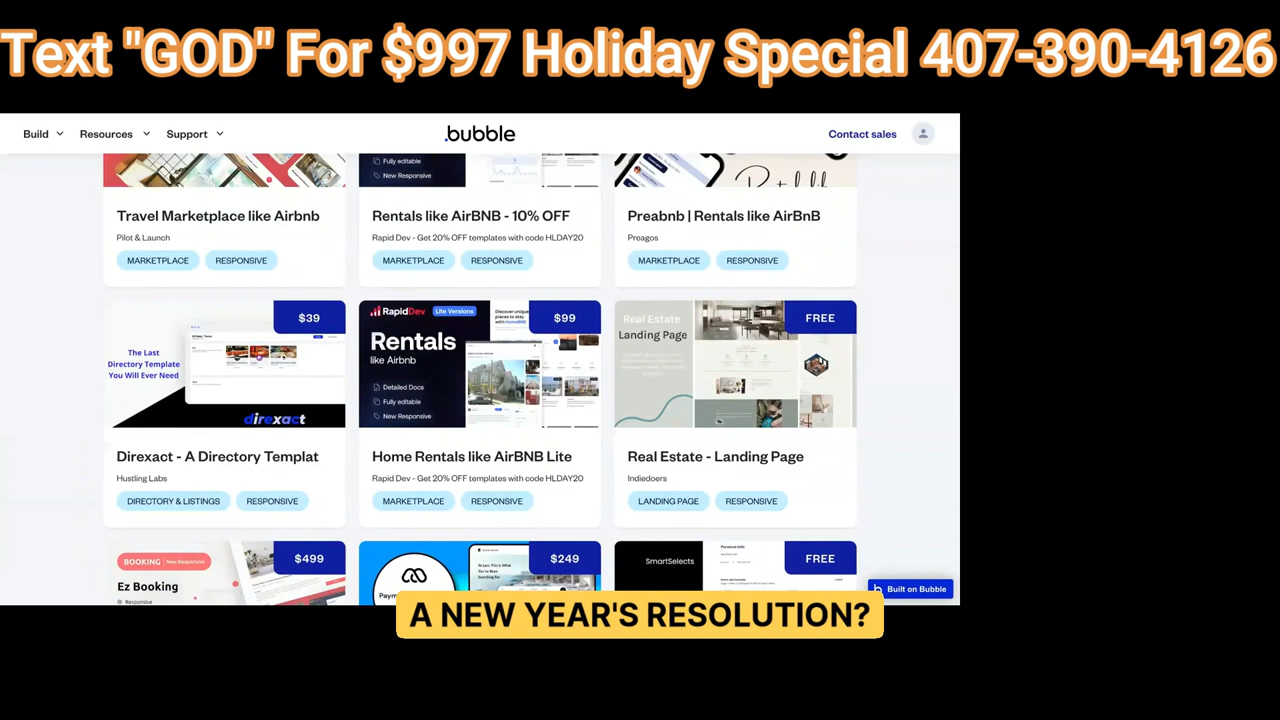 Text "GOD" For $997 Holiday Special 407-390-4126
Build Resources Support .bubble Contact sales
Fully editable
New Responsive
Travel Marketplace like Airbnb Rentals like AirBNB - 10% OFF Preabnb | Rentals like AirBnB
Pilot & Launch Rapid Dev - Get 20% OFF templates with code HLDAY20 Preagos
MARKETPLACE RESPONSIVE MARKETPLACE RESPONSIVE MARKETPLACE RESPONSIVE
$39 RapidDev Lite Versions $99 Real Estate FREE
Landing Page
The Last
Directory Template
You Will Ever Need
direxact
Rentals
like Airbnb
Detailed Docs
Fully editable
New Responsive
Discover unique
places to stay
Direxact - A Directory Templat Home Rentals like AirBNB Lite Real Estate - Landing Page
Hustling Labs Rapid Dev - Get 20% OFF templates with code HLDAY20 Indiedoers
DIRECTORY & LISTINGS RESPONSIVE MARKETPLACE RESPONSIVE LANDING PAGE RESPONSIVE
BOOKING New Responsive $499 $249 SmartSelects FREE
Ez Booking
Responsive
Built on Bubble
A NEW YEAR'S RESOLUTION?